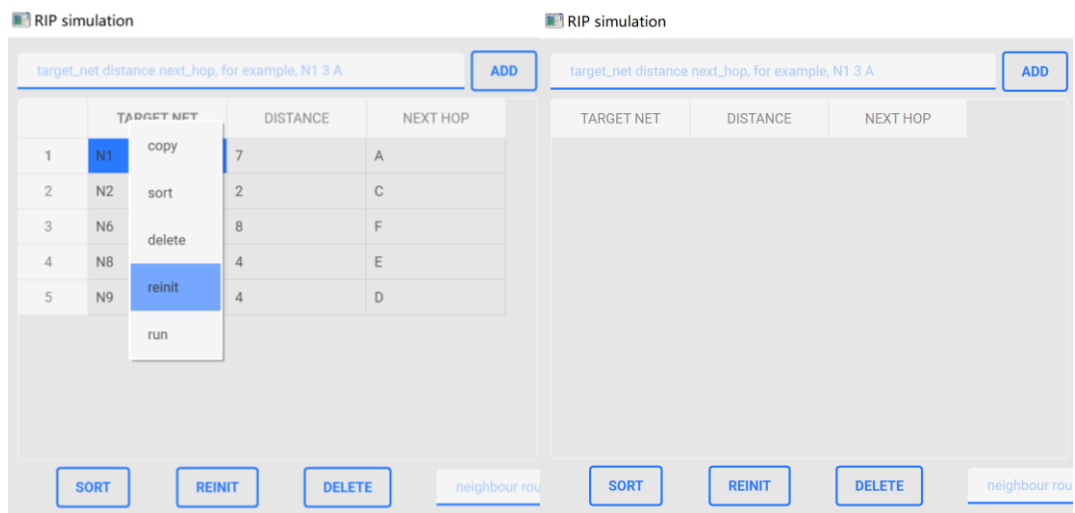 RIP simulation
target_net distance next_hop, for example, N1 3 A
ADD
TARGET NET DISTANCE NEXT HOP
1 N1 7 A
2 N2 2 C
3 N6 8 F
4 N8 4 E
5 N9 4 D
copy
sort
delete
reinit
run
SORT REINIT DELETE neighbour rou
RIP simulation
target_net distance next_hop, for example, N1 3 A
ADD
TARGET NET DISTANCE NEXT HOP
SORT REINIT DELETE neighbour rou